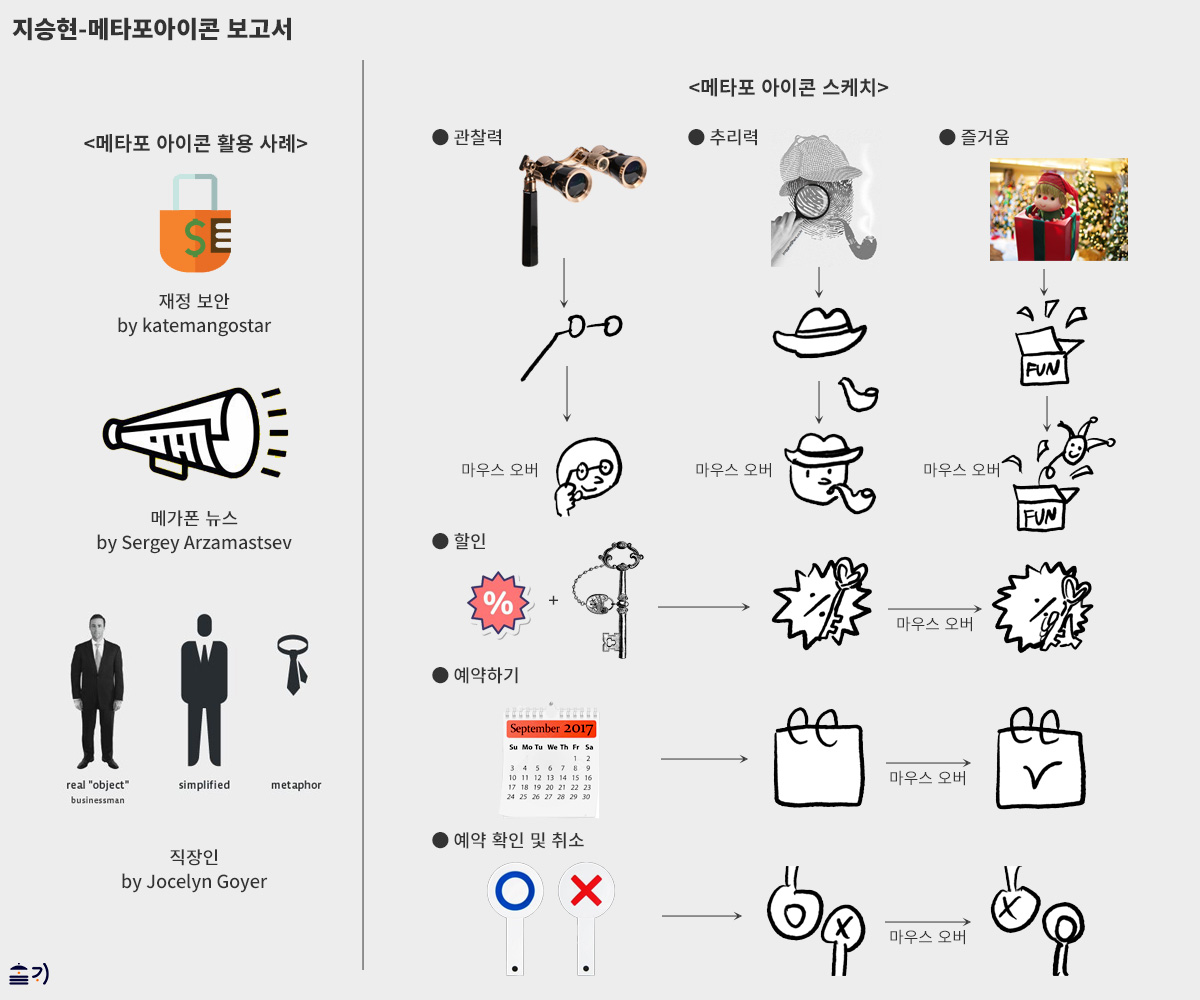 지승현-메타포아이콘 보고서
<메타포 아이콘 활용 사례>
$
재정 보안
by katemangostar
메가폰 뉴스
by Sergey Arzamastsev
real "object"
businessman
simplified
metaphor
직장인
by Jocelyn Goyer
슬기
<메타포 아이콘 스케치>
● 관찰력
● 추리력
● 즐거움
FUN
마우스 오버
마우스 오버
마우스 오버
FUN
● 할인
%
+
마우스 오버
● 예약하기
September 2017
Su Mo Tu We Th Fr Sa
1 2
3 4 5 6 7 8 9
10 11 12 13 14 15 16
17 18 19 20 21 22 23
24 25 26 27 28 29 30
마우스 오버
● 예약 확인 및 취소
X
X
마우스 오버